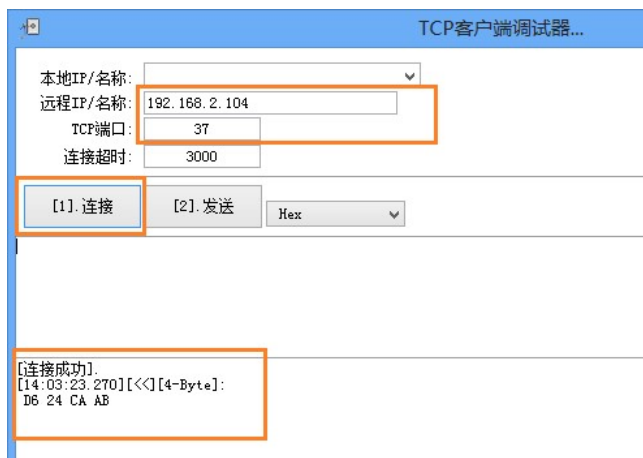 TCP客户端调试器...
本地IP/名称:
远程IP/名称: 192.168.2.104
TCP端口: 37
连接超时: 3000
[1].连接 [2].发送 Hex
[连接成功].
[14:03:23.270][<<][4-Byte]:
D6 24 CA AB